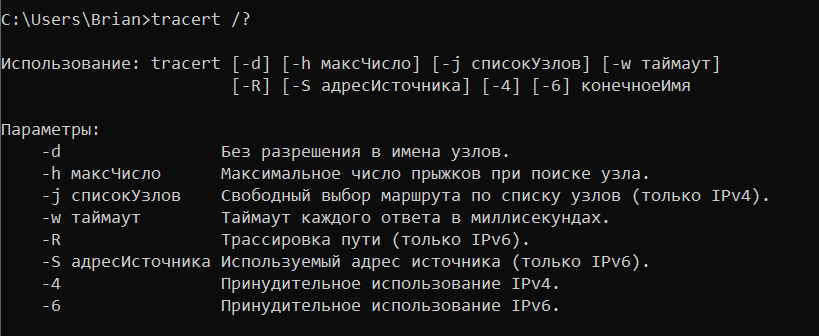 C:\Users\Brian>tracert /?
Использование: tracert [-d] [-h максЧисло] [-j списокУзлов] [-w таймаут]
[-R] [-S адресИсточника] [-4] [-6] конечноеИмя
Параметры:
-d Без разрешения в имена узлов.
-h максЧисло Максимальное число прыжков при поиске узла.
-j списокУзлов Свободный выбор маршрута по списку узлов (только IPv4).
-w таймаут Таймаут каждого ответа в миллисекундах.
-R Трассировка пути (только IPv6).
-S адресИсточника Используемый адрес источника (только IPv6).
-4 Принудительное использование IPv4.
-6 Принудительное использование IPv6.